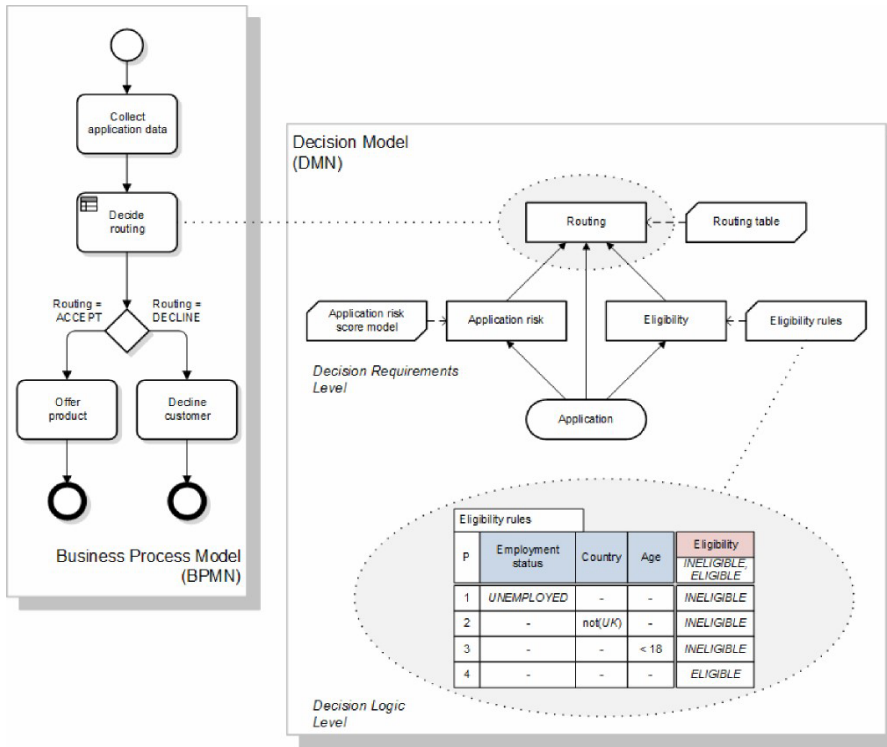 Collect
application data
Decide
routing
Routing =
ACCEPT
Routing =
DECLINE
Offer
product
Decline
customer
Business Process Model
(BPMN)
Decision Model
(DMN)
Routing
Routing table
Application risk
score model
Application risk
Eligibility
Eligibility rules
Decision Requirements
Level
Application
Eligibility rules
P
Employment
status
Country
Age
Eligibility
INELIGIBLE,
ELIGIBLE
1 UNEMPLOYED - - INELIGIBLE
2 - not(UK) - INELIGIBLE
3 - - < 18 INELIGIBLE
4 - - - ELIGIBLE
Decision Logic
Level